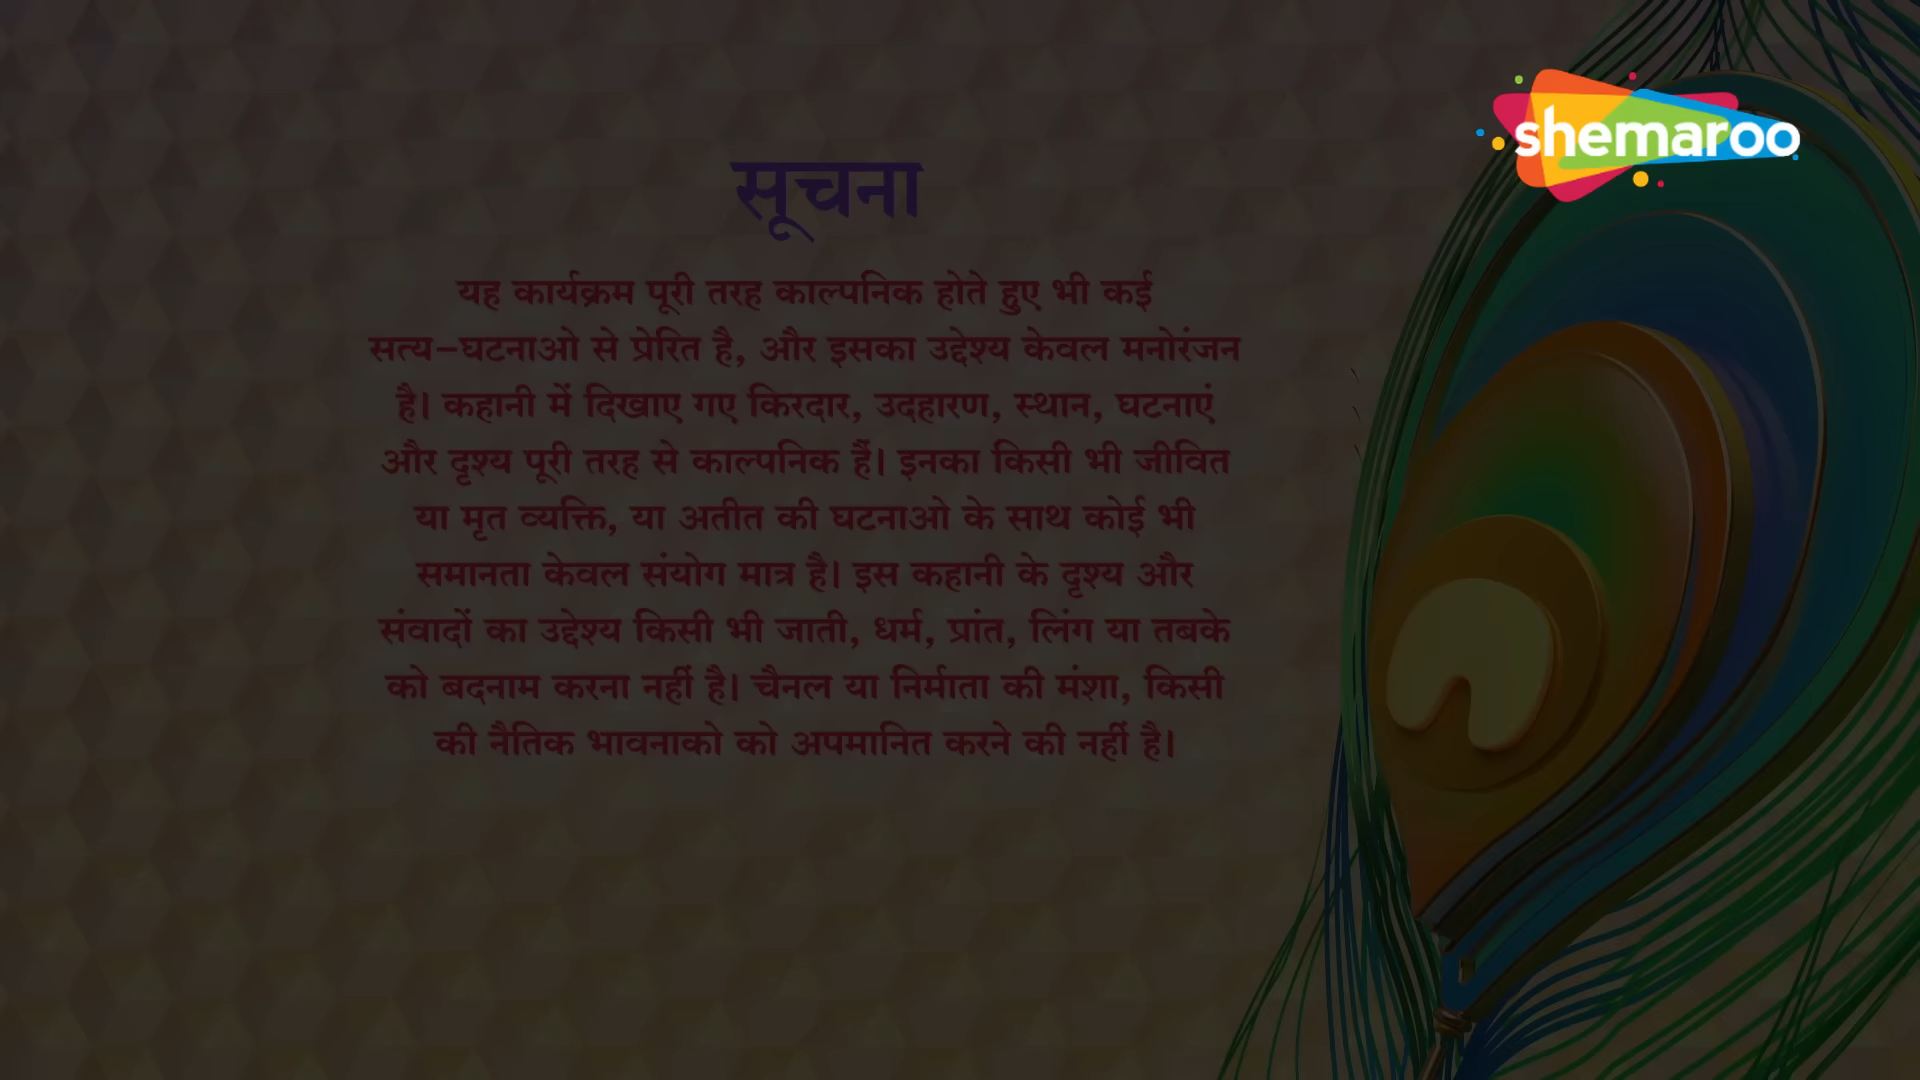 shemaroo
सूचना
यह कार्यक्रम पूरी तरह काल्पनिक होते हुए भी कई
सत्य-घटनाओ से प्रेरित है, और इसका उद्देश्य केवल मनोरंजन
है। कहानी में दिखाए गए किरदार, उदहारण, स्थान, घटनाएं
और दृश्य पूरी तरह से काल्पनिक हैं। इनका किसी भी जीवित
या मृत व्यक्ति, या अतीत की घटनाओ के साथ कोई भी
समानता केवल संयोग मात्र है। इस कहानी के दृश्य और
संवादों का उद्देश्य किसी भी जाती, धर्म, प्रांत, लिंग या तबके
को बदनाम करना नहीं है। चैनल या निर्माता की मंशा, किसी
की नैतिक भावनाको को अपमानित करने की नहीं है।